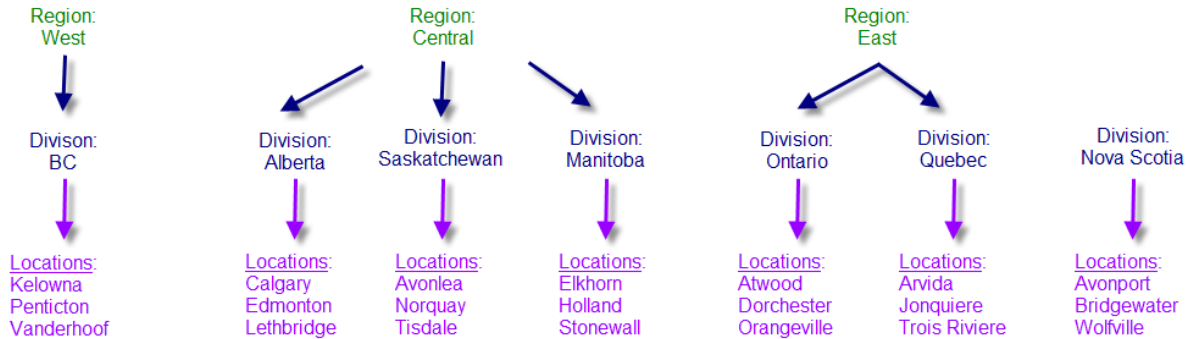 Region:
West
Region:
Central
Region:
East
Divison:
BC
Division:
Alberta
Division:
Saskatchewan
Division:
Manitoba
Division:
Ontario
Division:
Quebec
Division:
Nova Scotia
Locations:
Kelowna
Penticton
Vanderhoof
Locations:
Calgary
Edmonton
Lethbridge
Locations:
Avonlea
Norquay
Tisdale
Locations:
Elkhorn
Holland
Stonewall
Locations:
Atwood
Dorchester
Orangeville
Locations:
Arvida
Jonquiere
Trois Riviere
Locations:
Avonport
Bridgewater
Wolfville